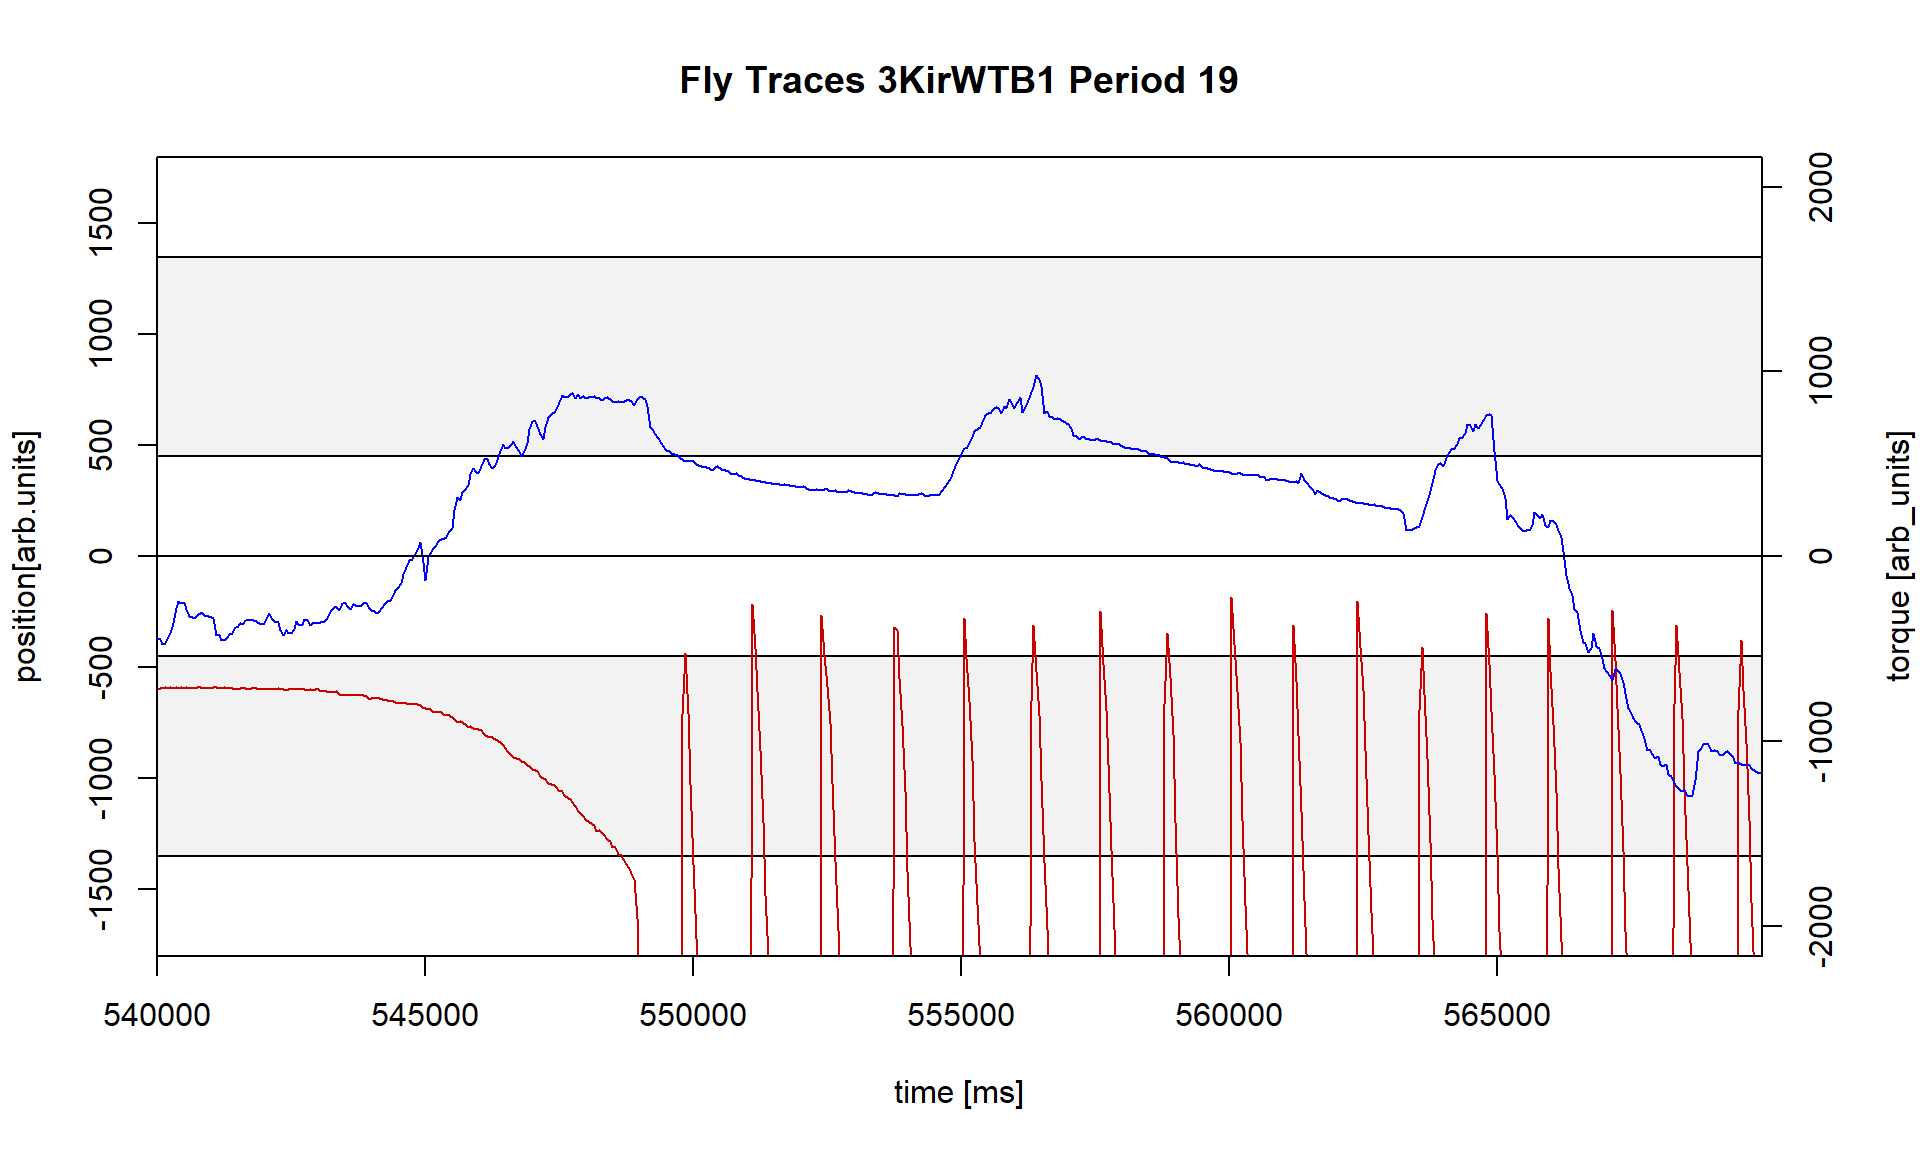 Fly Traces 3KirWTB1 Period 19
position[arb.units]
1500
1000
500
0
-500
-1000
-1500
torque [arb_units]
2000
1000
0
-1000
-2000
540000 545000 550000 555000 560000 565000
time [ms]